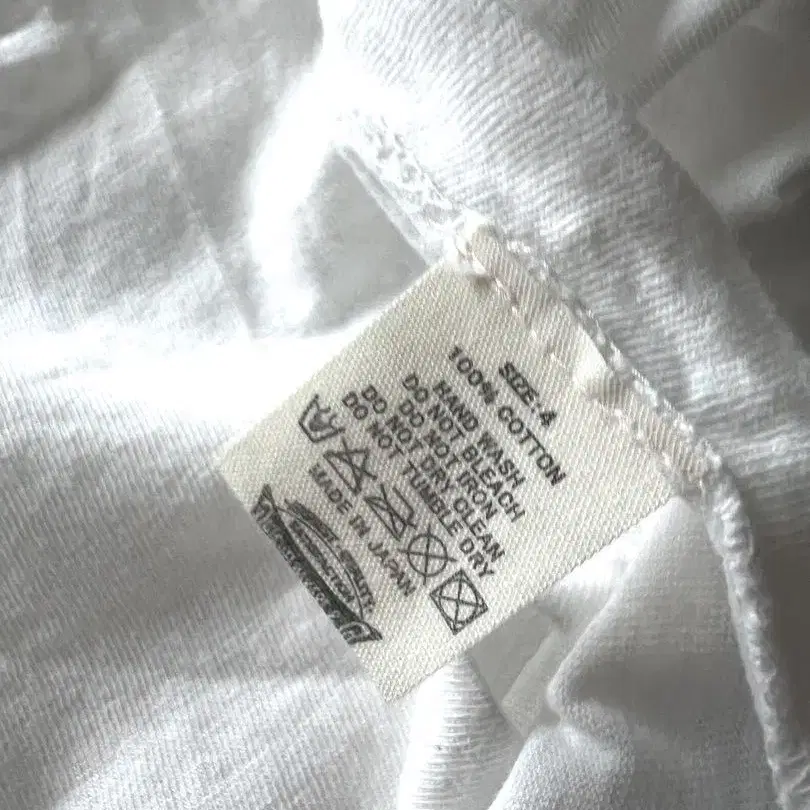 SIZE: 4
100% COTTON
HAND WASH
DO NOT BLEACH
DO NOT IRON
DO NOT DRY CLEAN
DO NOT TUMBLE DRY
MADE IN JAPAN